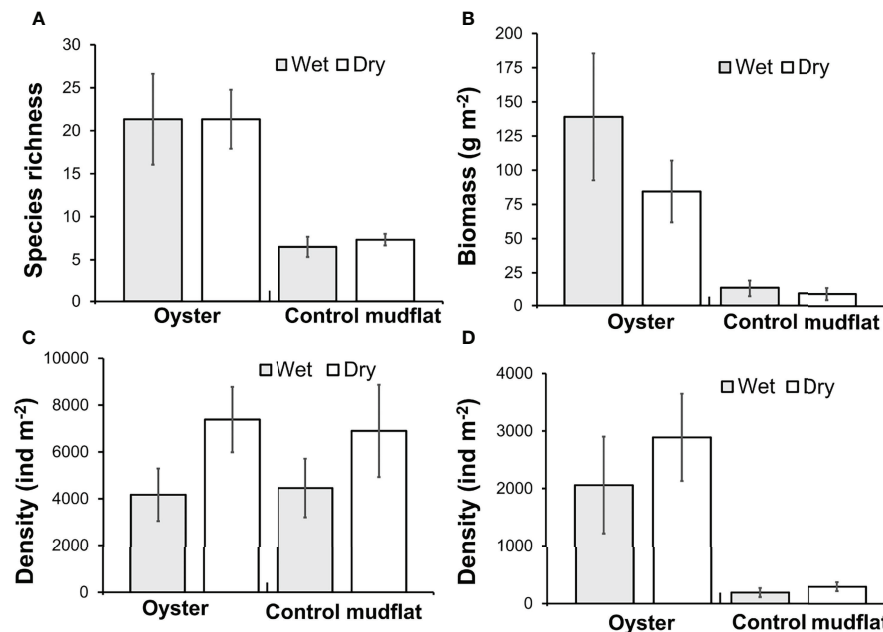 A
Species richness
30
25
20
15
10
5
0
Wet Dry
Oyster Control mudflat
B
Biomass (g m-2)
200
175
150
125
100
75
50
25
0
Wet Dry
Oyster Control mudflat
C
Density (ind m-2)
10000
8000
6000
4000
2000
0
Wet Dry
Oyster Control mudflat
D
Density (ind m-2)
4000
3000
2000
1000
0
Wet Dry
Oyster Control mudflat